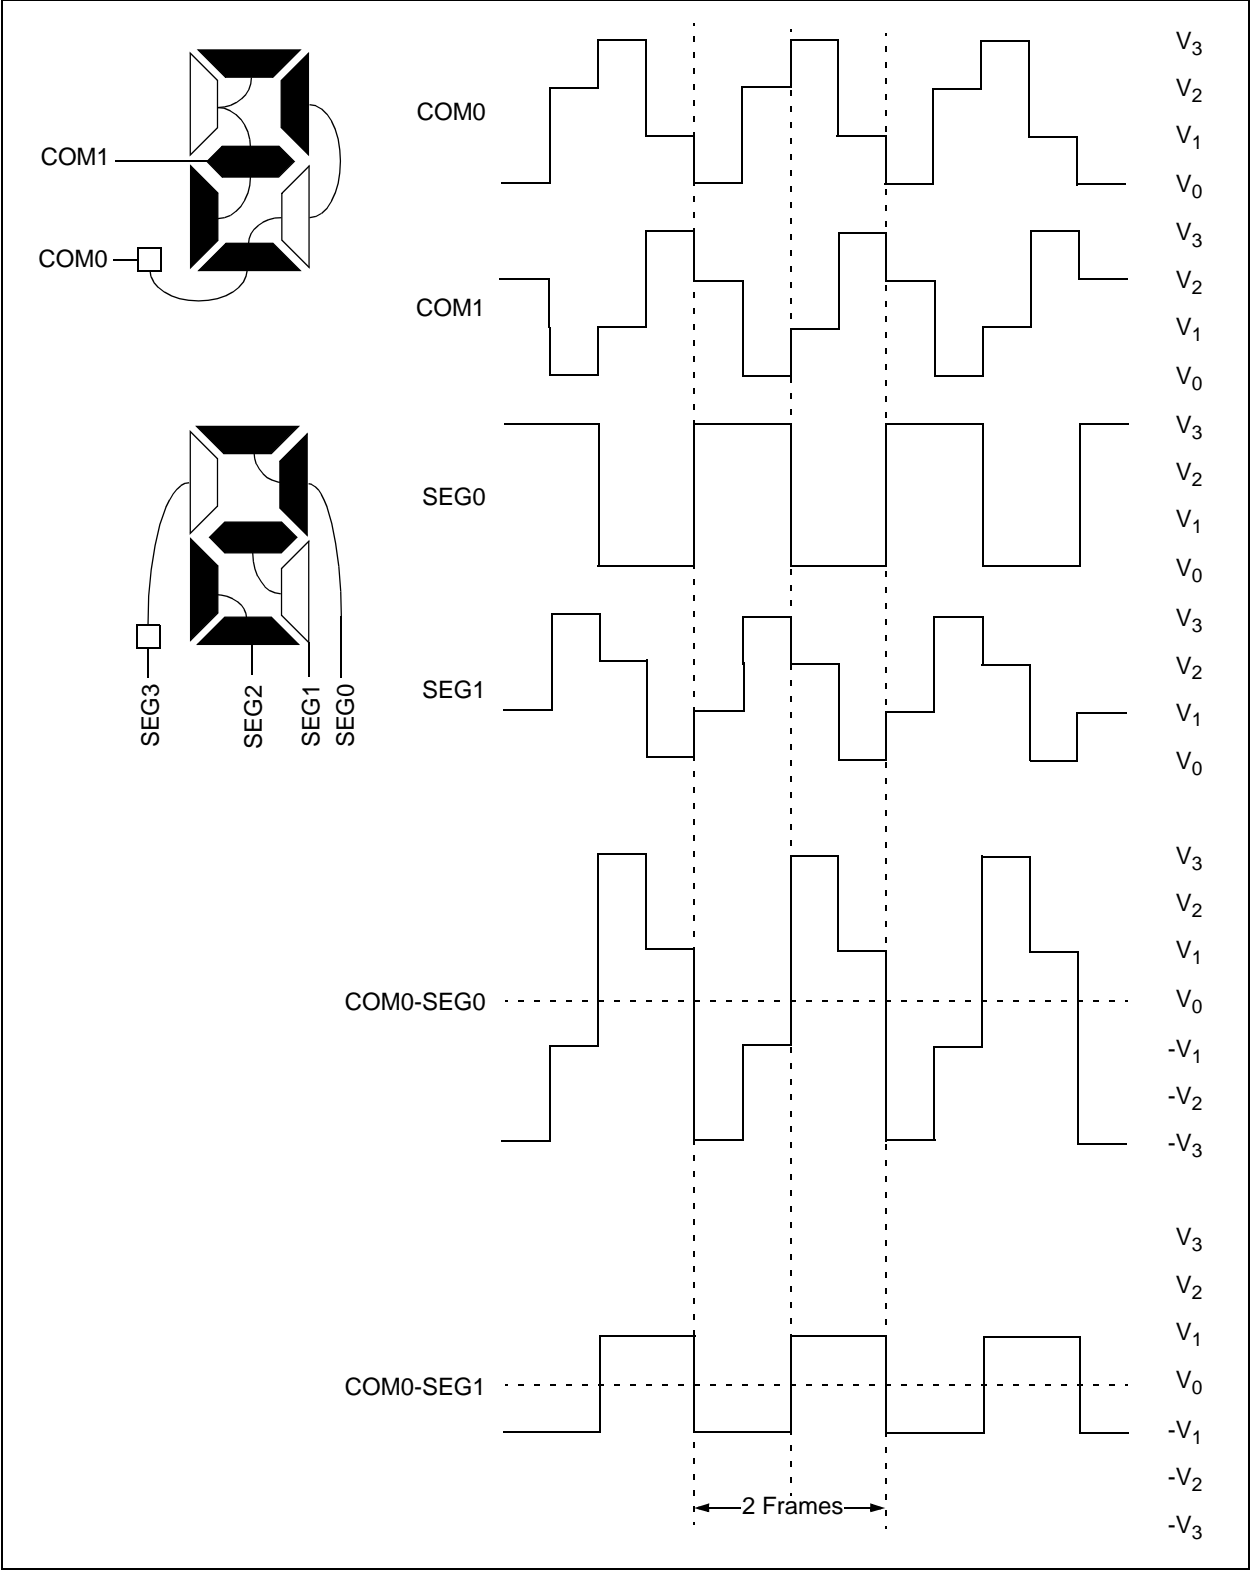 COM1
COM0
SEG3
SEG2
SEG1
SEG0
COM0
V3
V2
V1
V0
COM1
V3
V2
V1
V0
SEG0
V3
V2
V1
V0
SEG1
V3
V2
V1
V0
COM0-SEG0
V3
V2
V1
V0
-V1
-V2
-V3
COM0-SEG1
V3
V2
V1
V0
-V1
-V2
-V3
2 Frames